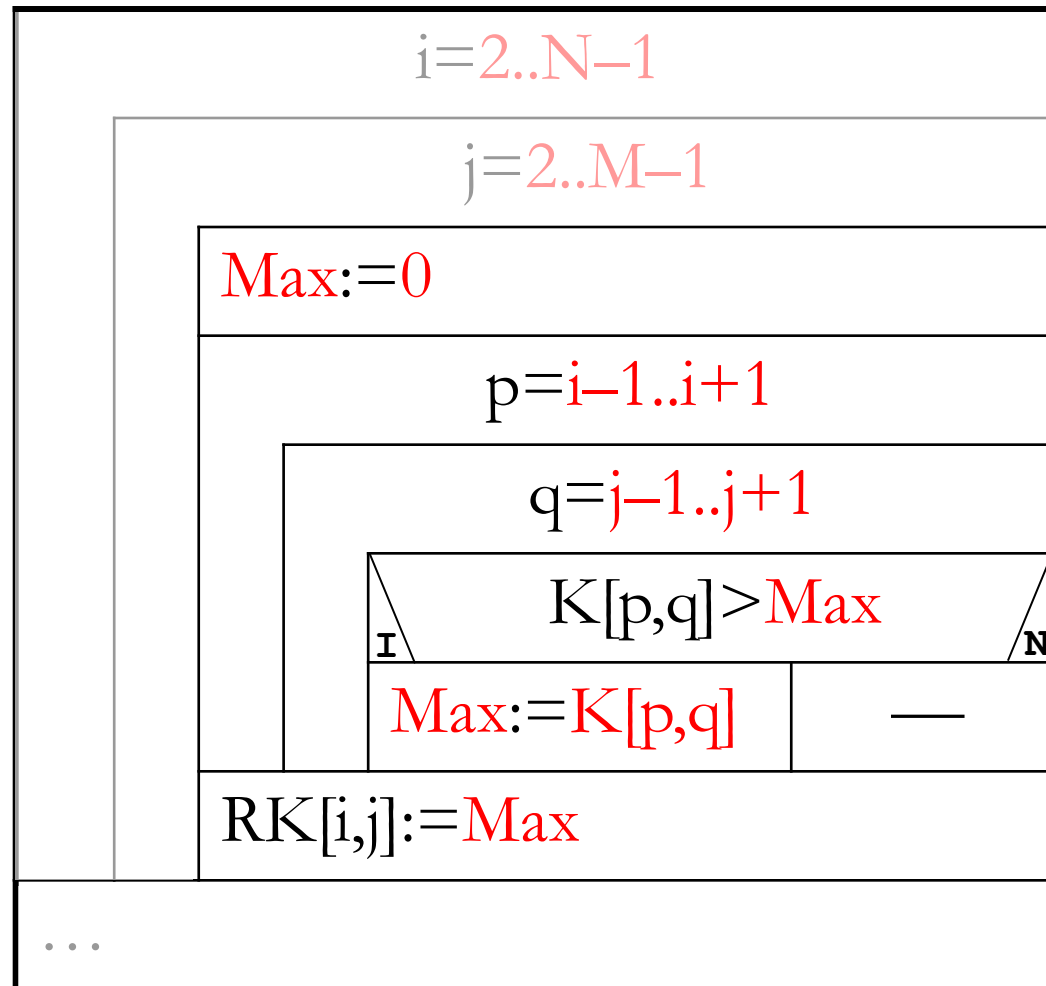 i=2..N–1
j=2..M–1
Max:=0
p=i–1..i+1
q=j–1..j+1
K[p,q]>Max
I N
Max:=K[p,q] —
RK[i,j]:=Max
...